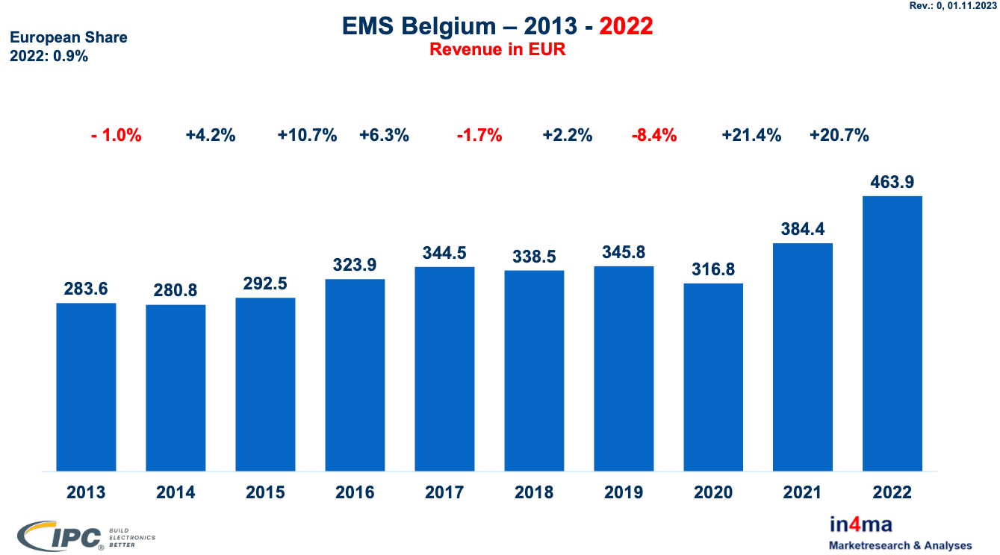 Rev.: 0, 01.11.2023
EMS Belgium – 2013 - 2022
Revenue in EUR
European Share
2022: 0.9%
- 1.0% +4.2% +10.7% +6.3% -1.7% +2.2% -8.4% +21.4% +20.7%
283.6 280.8 292.5 323.9 344.5 338.5 345.8 316.8 384.4 463.9
2013 2014 2015 2016 2017 2018 2019 2020 2021 2022
IPC®
BUILD
ELECTRONICS
BETTER
in4ma
Marketresearch & Analyses